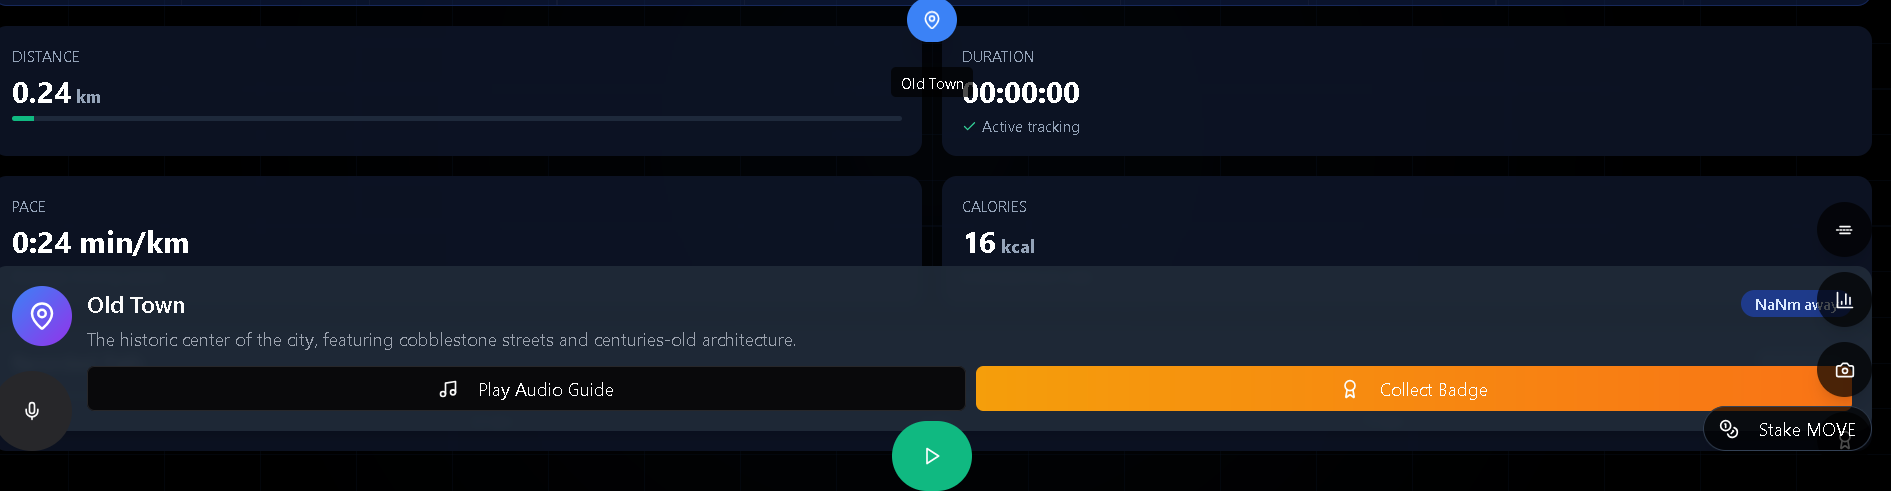 DISTANCE
0.24 km
Old Town
DURATION
00:00:00
Active tracking
PACE
0:24 min/km
CALORIES
16 kcal
Old Town
NaNm away
The historic center of the city, featuring cobblestone streets and centuries-old architecture.
Play Audio Guide
Collect Badge
Stake MOVE